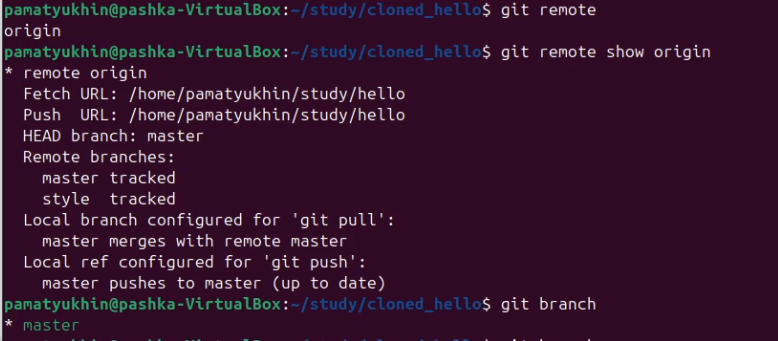 pamatyukhin@pashka-VirtualBox:~/study/cloned_hello$ git remote
origin
pamatyukhin@pashka-VirtualBox:~/study/cloned_hello$ git remote show origin
* remote origin
  Fetch URL: /home/pamatyukhin/study/hello
  Push  URL: /home/pamatyukhin/study/hello
  HEAD branch: master
  Remote branches:
    master tracked
    style  tracked
  Local branch configured for 'git pull':
    master merges with remote master
  Local ref configured for 'git push':
    master pushes to master (up to date)
pamatyukhin@pashka-VirtualBox:~/study/cloned_hello$ git branch
* master